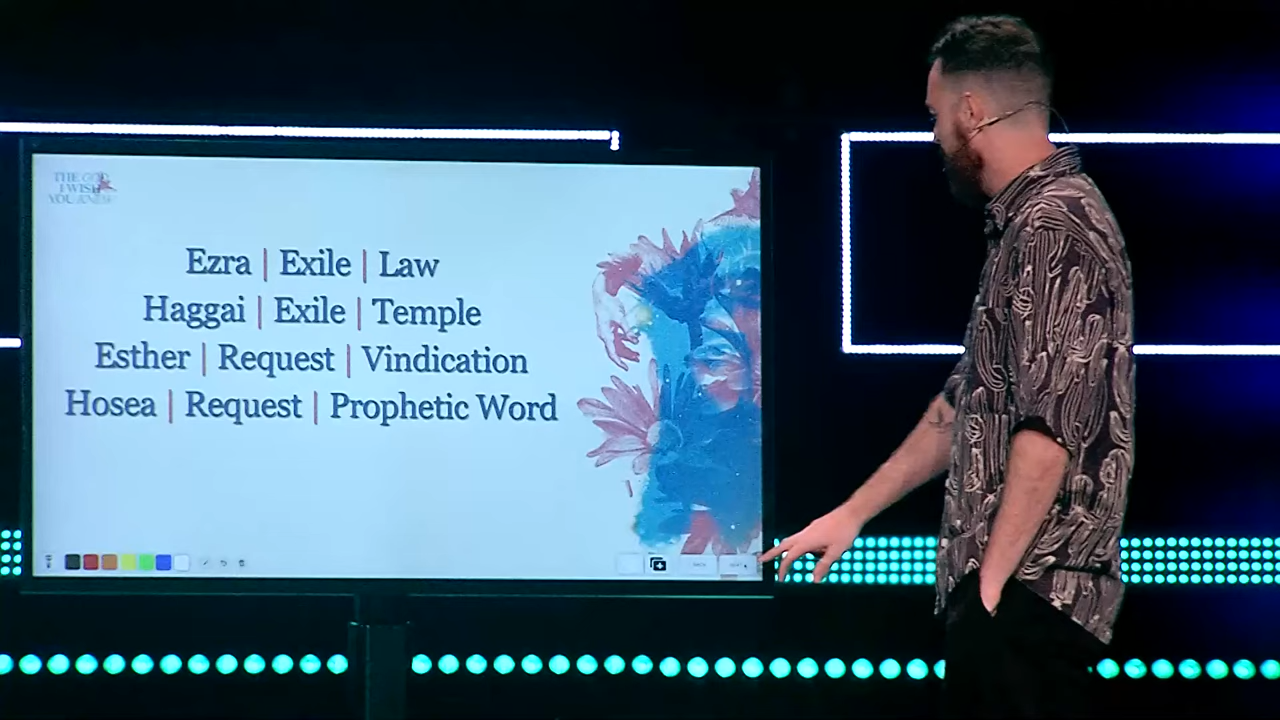 THE GOD
I WISH
YOU KNEW
Ezra | Exile | Law
Haggai | Exile | Temple
Esther | Request | Vindication
Hosea | Request | Prophetic Word